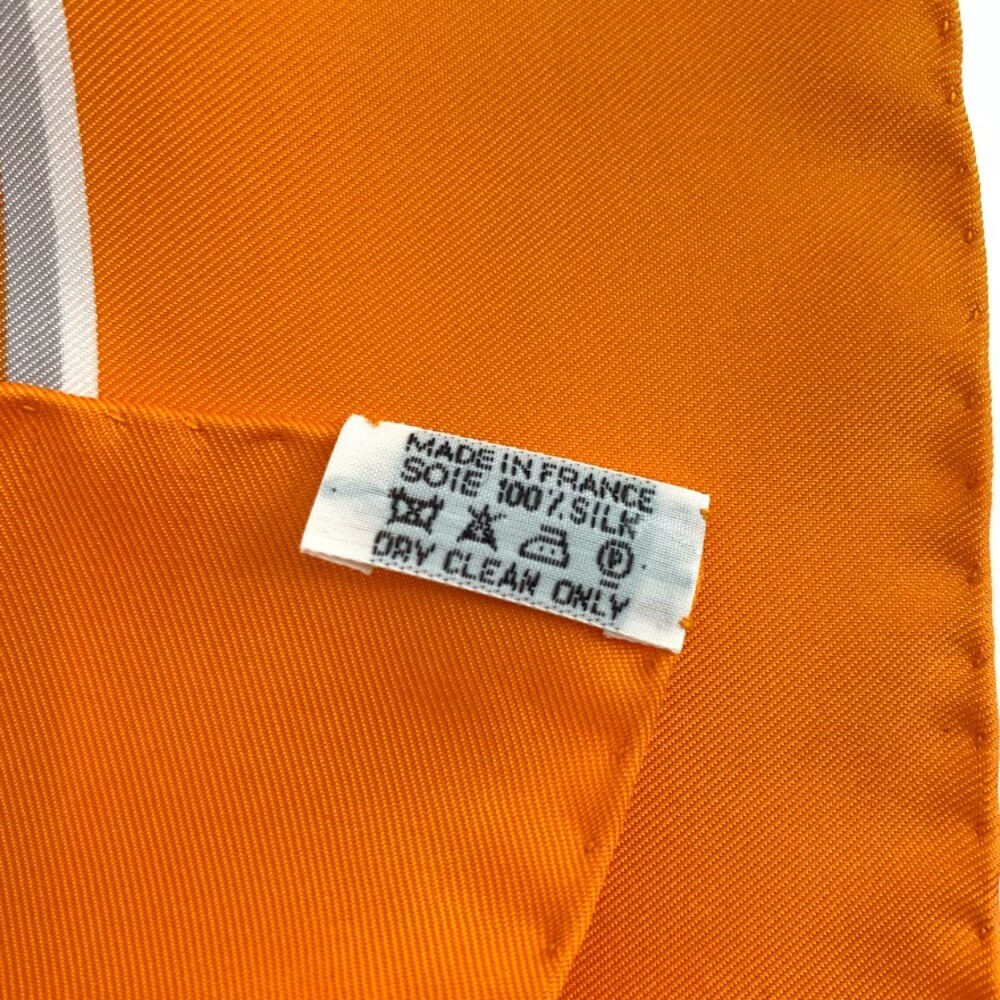 MADE IN FRANCE
SOIE 100% SILK
P
DRY CLEAN ONLY